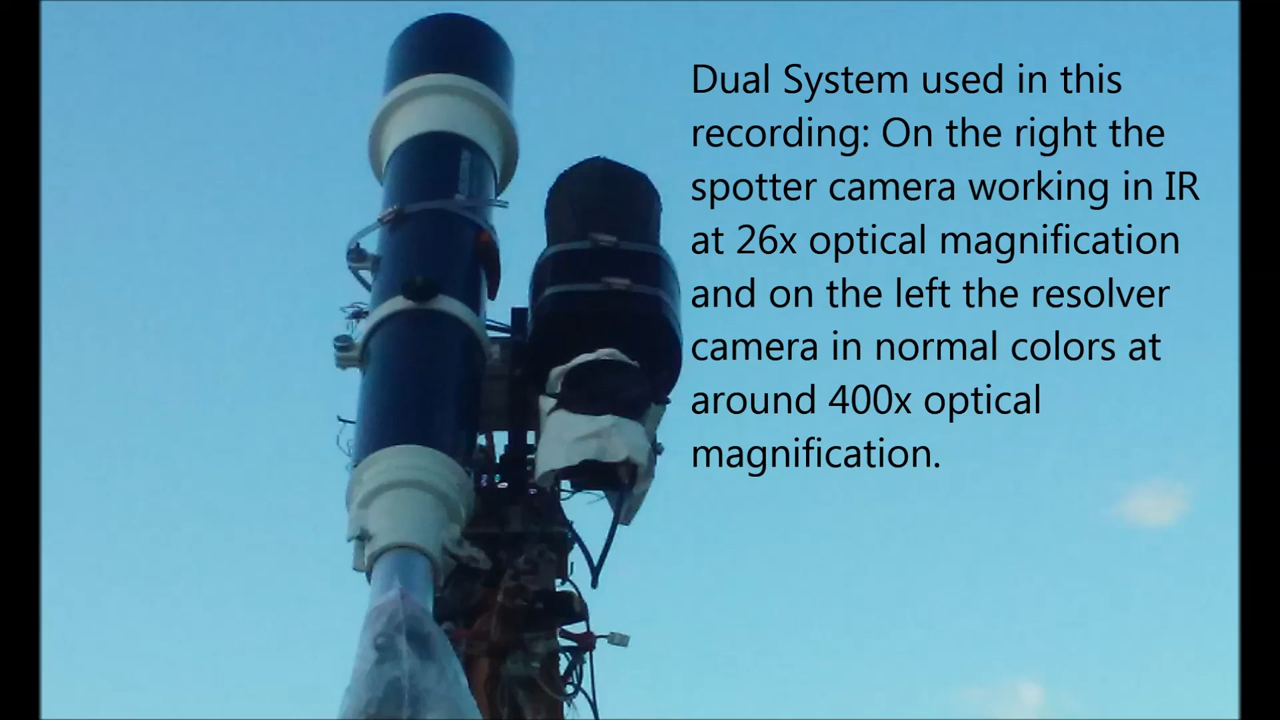 Dual System used in this
recording: On the right the
spotter camera working in IR
at 26x optical magnification
and on the left the resolver
camera in normal colors at
around 400x optical
magnification.